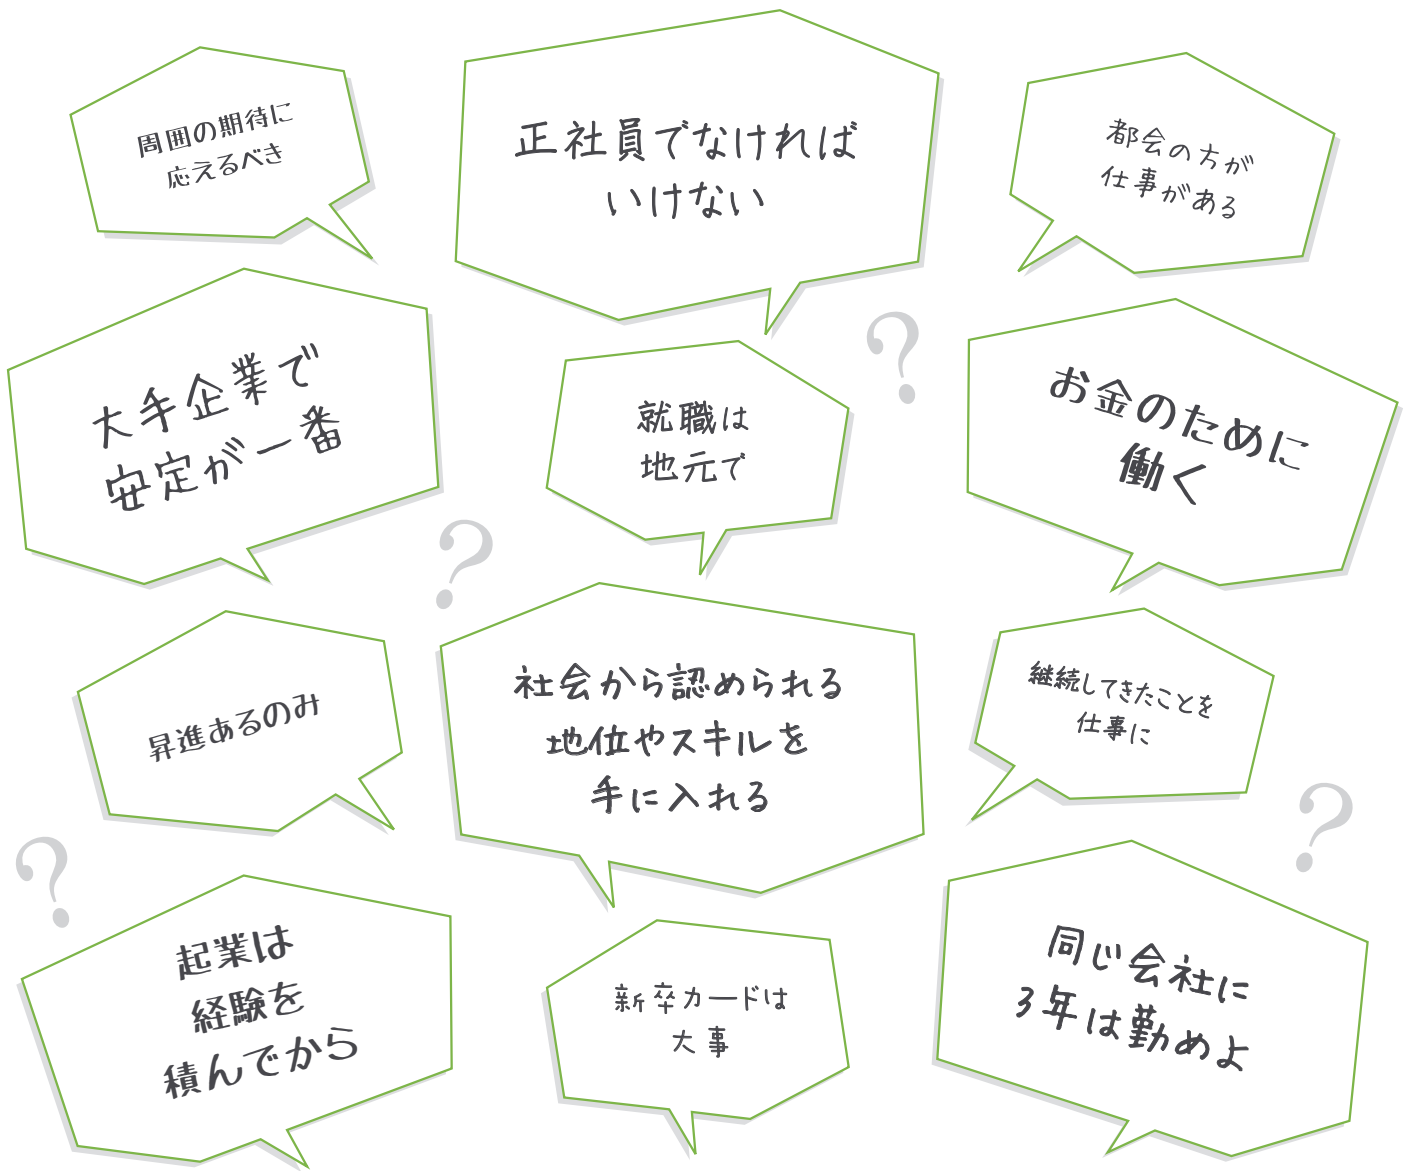 周囲の期待に
応えるべき
正社員でなければ
いけない
都会の方が
仕事がある
大手企業で
安定が一番
就職は
地元で
?
お金のために
働く
?
昇進あるのみ
社会から認められる
地位やスキルを
手に入れる
継続してきたことを
仕事に
?
?
起業は
経験を
積んでから
新卒カードは
大事
同じ会社に
3年は勤めよ